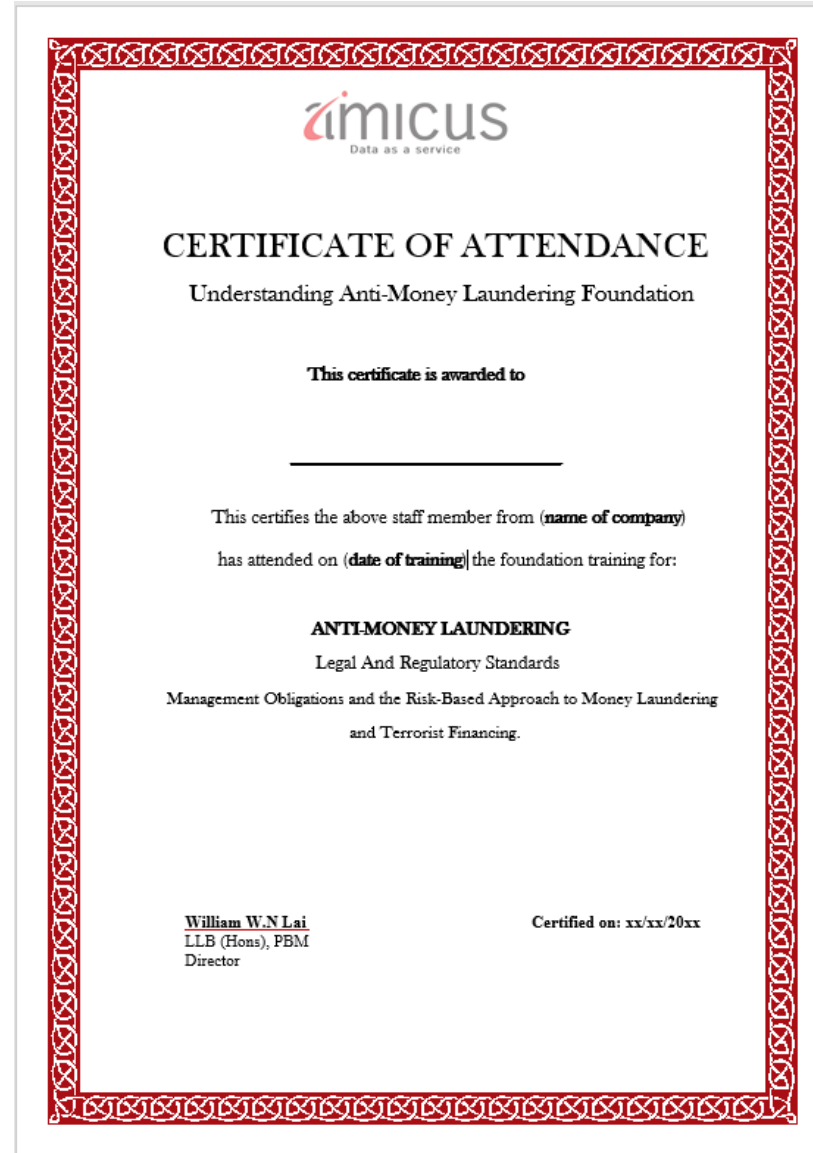 amicus
Data as a service
CERTIFICATE OF ATTENDANCE
Understanding Anti-Money Laundering Foundation
This certificate is awarded to
This certifies the above staff member from (name of company)
has attended on (date of training) the foundation training for:
ANTI-MONEY LAUNDERING
Legal And Regulatory Standards
Management Obligations and the Risk-Based Approach to Money Laundering
and Terrorist Financing.
William W.N Lai
LLB (Hons), PBM
Director
Certified on: xx/xx/20xx